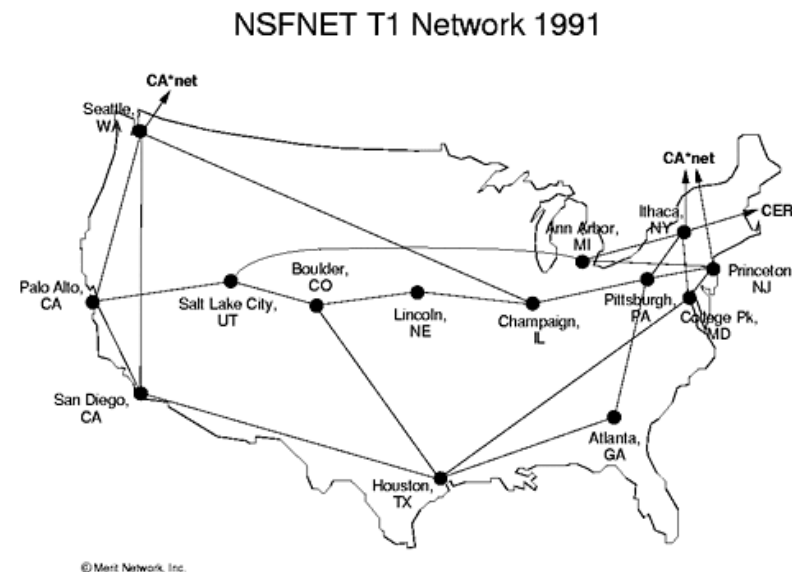 NSFNET T1 Network 1991
CA*net
Seattle,
WA
CA*net
Ithaca,
NY
CER
Ann Arbor,
MI
Boulder,
CO
Princeton
NJ
Palo Alto,
CA
Salt Lake City,
UT
Lincoln,
NE
Champaign,
IL
Pittsburgh,
PA
College Pk,
MD
San Diego,
CA
Atlanta,
GA
Houston,
TX
© Merit Network, Inc.